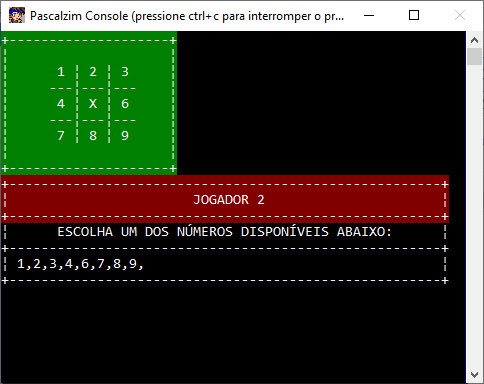 Pascalzim Console (pressione ctrl+c para interromper o pr...
1 | 2 | 3
---|---|---
4 | X | 6
---|---|---
7 | 8 | 9
JOGADOR 2
ESCOLHA UM DOS NÚMEROS DISPONÍVEIS ABAIXO:
1,2,3,4,6,7,8,9,